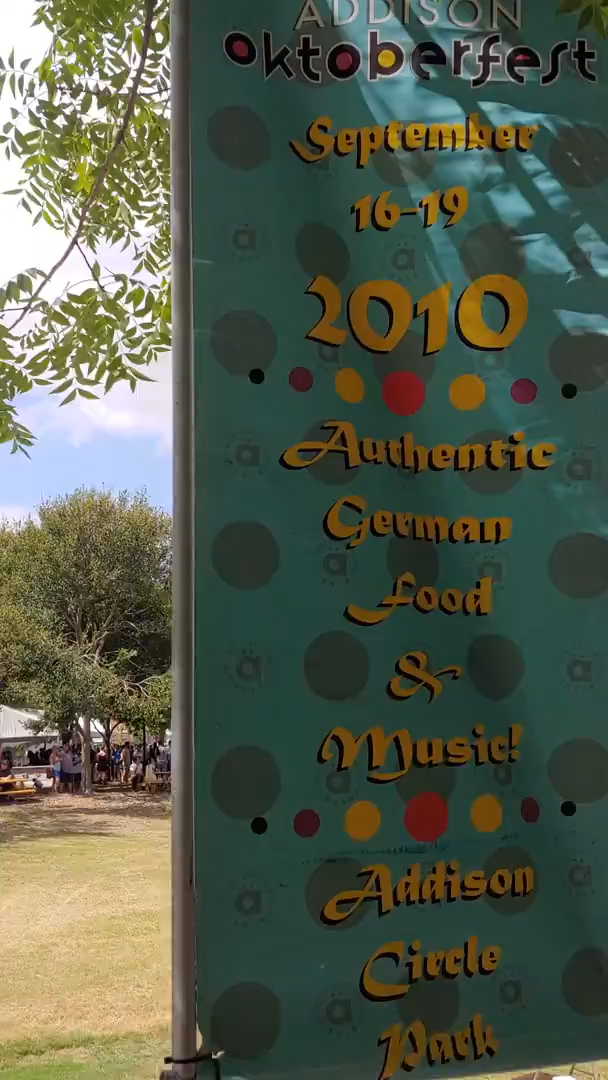 ADDISON
oktoberfest
September
16-19
2010
Authentic
German
Food
&
Music!
Addison
Circle
Park